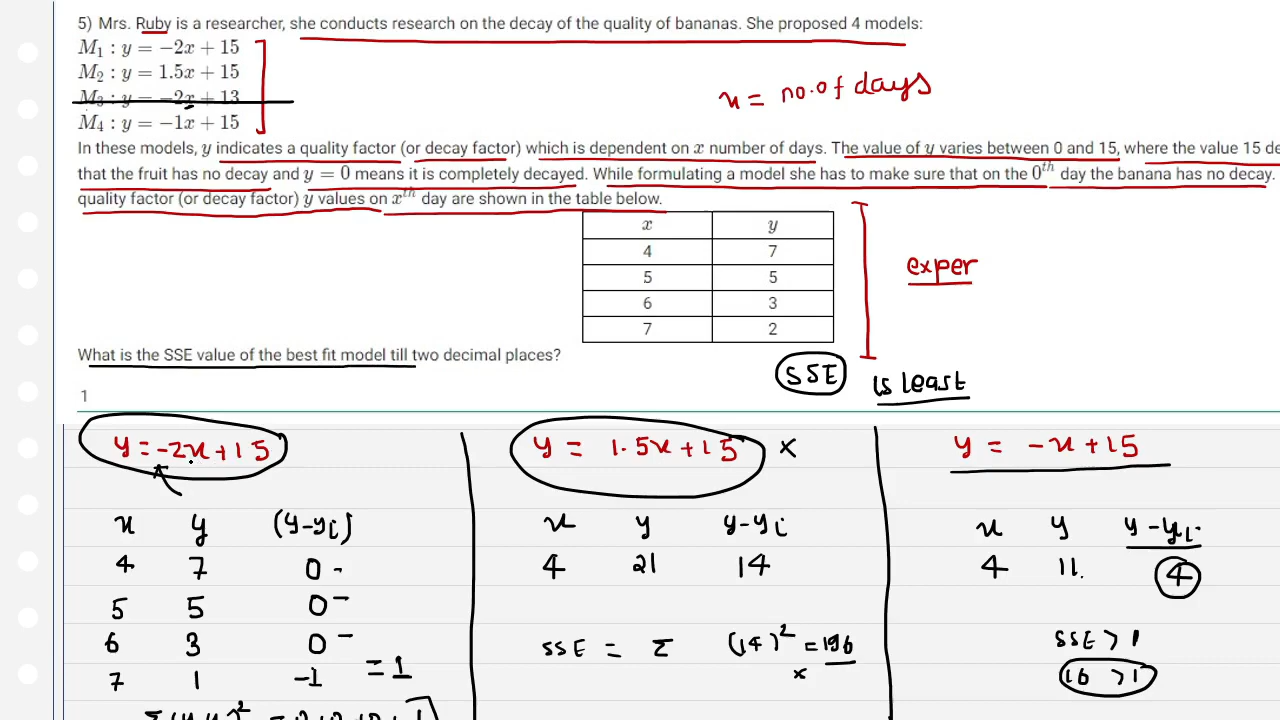 5) Mrs. Ruby is a researcher, she conducts research on the decay of the quality of bananas. She proposed 4 models:
M₁ : y = −2x + 15
M₂ : y = 1.5x + 15
M₃ : y = −2x + 13
M₄ : y = −1x + 15
x = no.of days
In these models, y indicates a quality factor (or decay factor) which is dependent on x number of days. The value of y varies between 0 and 15, where the value 15 de
that the fruit has no decay and y = 0 means it is completely decayed. While formulating a model she has to make sure that on the 0ᵗʰ day the banana has no decay.
quality factor (or decay factor) y values on xᵗʰ day are shown in the table below.
x y
4 7
5 5
6 3
7 2
exper
What is the SSE value of the best fit model till two decimal places?
SSE is least
1
y = -2x+15
x y (y-yi)
4 7 0 -
5 5 0 -
6 3 0 -
7 1 -1 = 1
y = 1.5x+15 x
x y y-yi
4 21 14
SSE = Σ (14)² = 196
x
y = -x+15
x y y-yi
4 11. 4
SSE > 1
16 > 1